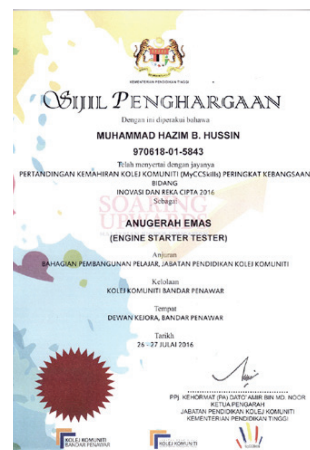 KEMENTERIAN PENDIDIKAN TINGGI
SIJIL PENGHARGAAN
Dengan ini diperakui bahawa
MUHAMMAD HAZIM B. HUSSIN
970618-01-5843
Telah menyertai dengan jayanya
PERTANDINGAN KEMAHIRAN KOLEJ KOMUNITI (MyCCSkills) PERINGKAT KEBANGSAAN
BIDANG
INOVASI DAN REKA CIPTA 2016
Sebagai
SOARING
UPWARDS
ANUGERAH EMAS
(ENGINE STARTER TESTER)
Anjuran
BAHAGIAN PEMBANGUNAN PELAJAR, JABATAN PENDIDIKAN KOLEJ KOMUNITI
Kelolaan
KOLEJ KOMUNITI BANDAR PENAWAR
Tempat
DEWAN KEJORA, BANDAR PENAWAR
Tarikh
26 -27 JULAI 2016
PPj. KEHORMAT (PA) DATO' AMIR BIN MD. NOOR
KETUA PENGARAH
JABATAN PENDIDIKAN KOLEJ KOMUNITI
KEMENTERIAN PENDIDIKAN TINGGI
KOLEJ KOMUNITI
BANDAR PENAWAR
KOLEJ KOMUNITI